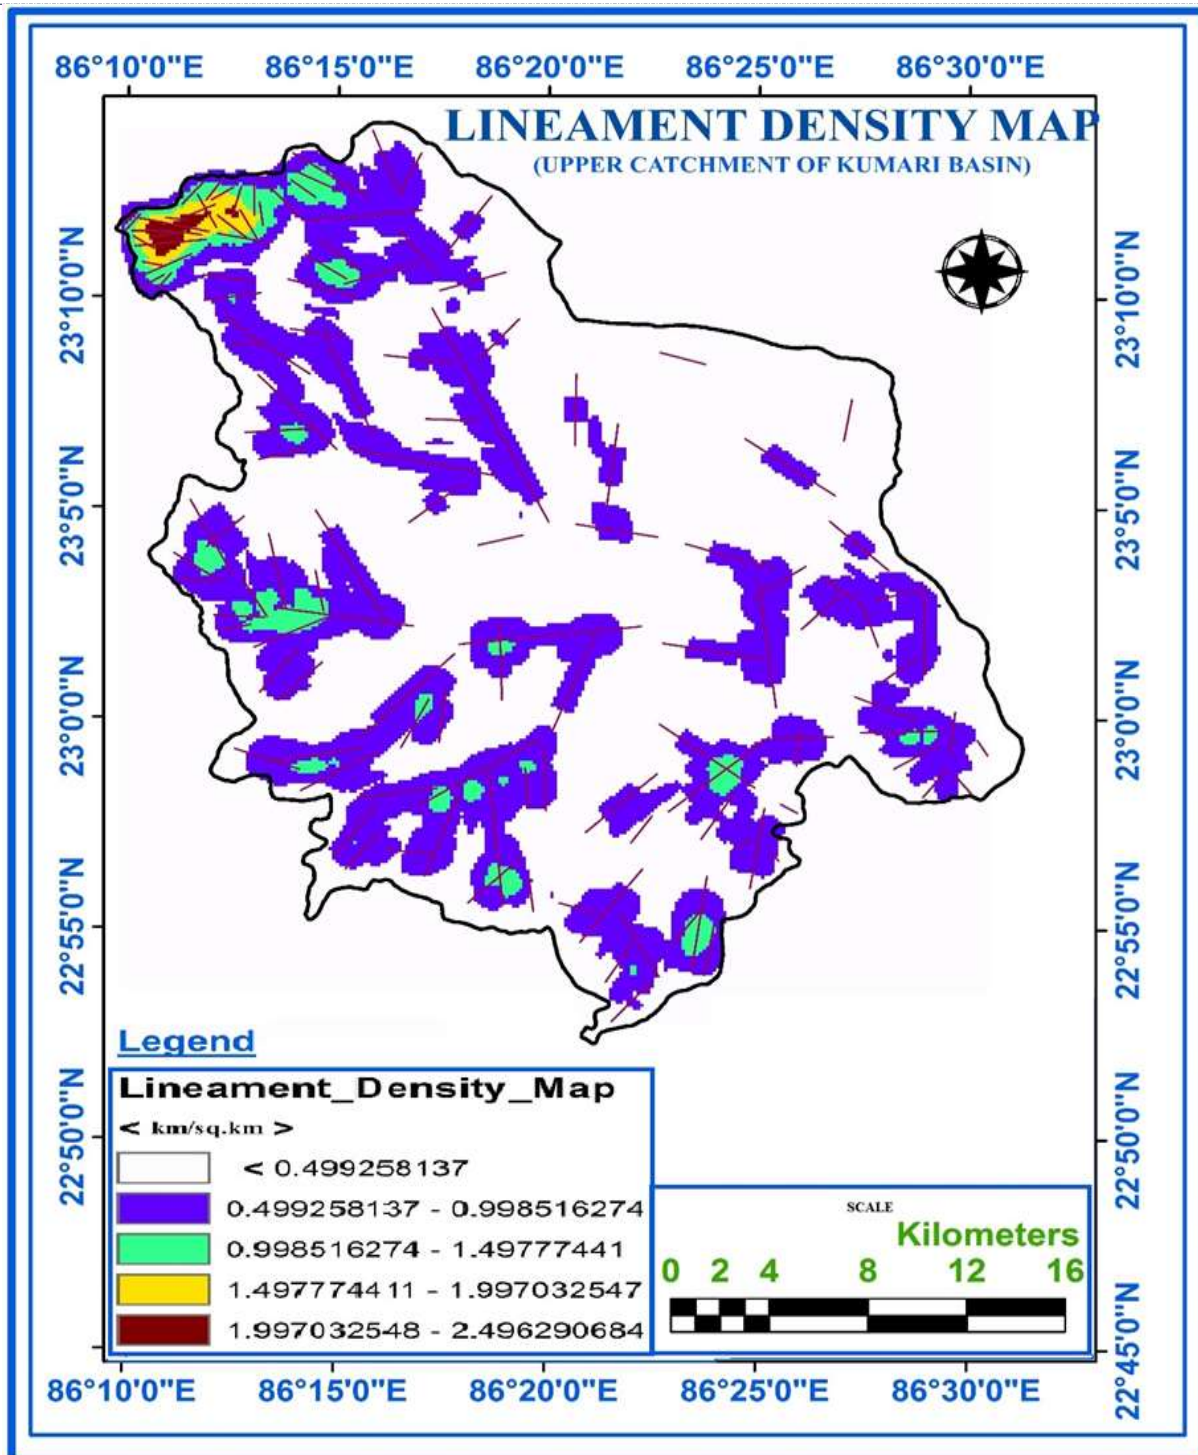 86°10'0"E 86°15'0"E 86°20'0"E 86°25'0"E 86°30'0"E
LINEAMENT DENSITY MAP
(UPPER CATCHMENT OF KUMARI BASIN)
23°10'0"N
23°5'0"N
23°0'0"N
22°55'0"N
22°50'0"N
23°10'0"N
23°5'0"N
23°0'0"N
22°55'0"N
22°50'0"N
22°45'0"N
Legend
Lineament_Density_Map
< km/sq.km >
< 0.499258137
0.499258137 - 0.998516274
0.998516274 - 1.49777441
1.497774411 - 1.997032547
1.997032548 - 2.496290684
SCALE
Kilometers
0 2 4 8 12 16
86°10'0"E 86°15'0"E 86°20'0"E 86°25'0"E 86°30'0"E